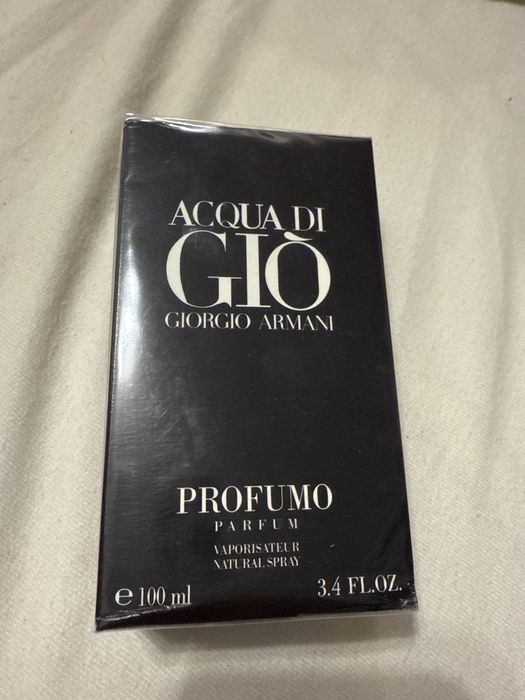 ACQUA DI
GIÒ
GIORGIO ARMANI
PROFUMO
PARFUM
VAPORISATEUR
NATURAL SPRAY
℮ 100 ml 3.4 FL.OZ.